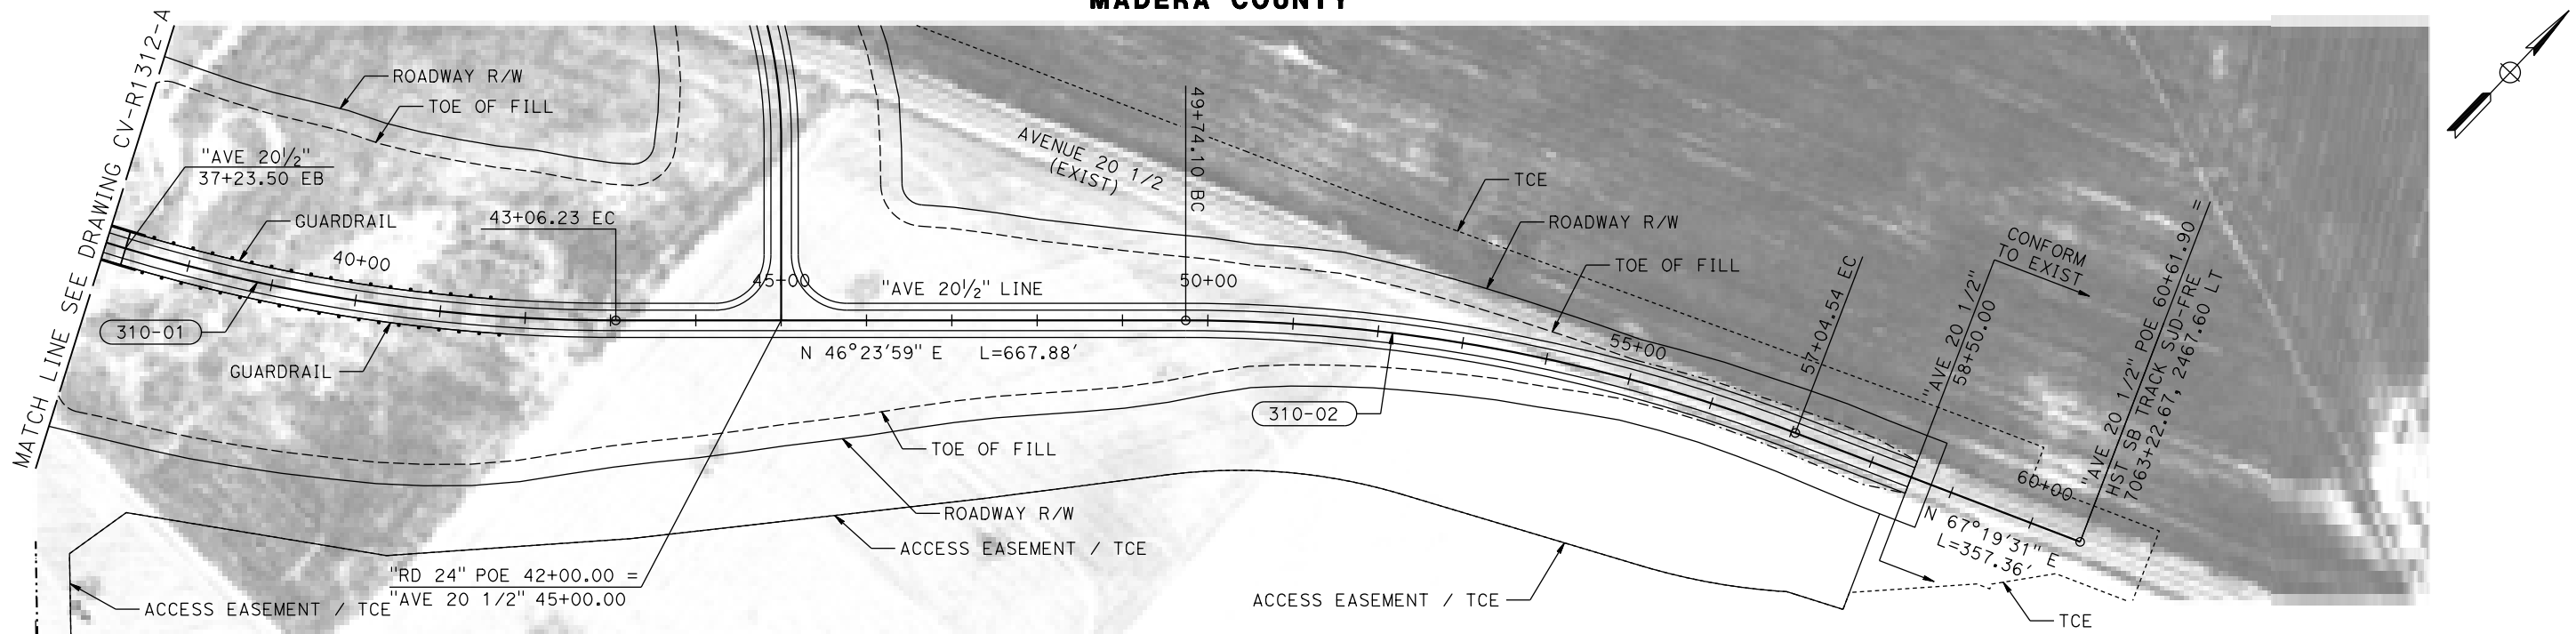 MADERA COUNTY
MATCH LINE SEE DRAWING CV-R1312-A
ROADWAY R/W
TOE OF FILL
"AVE 20½"
37+23.50 EB
GUARDRAIL
40+00
43+06.23 EC
310-01
GUARDRAIL
45+00
"AVE 20½" LINE
N 46°23'59" E L=667.88'
AVENUE 20 1/2
(EXIST)
49+74.10 BC
50+00
TCE
ROADWAY R/W
TOE OF FILL
55+00
310-02
57+04.54 EC
"AVE 20 1/2"
58+50.00
CONFORM
TO EXIST
"AVE 20 1/2" POE 60+61.90 =
HST SB TRACK SJD-FRE
7063+22.67, 2467.60 LT
60+00
N 67°19'31" E
L=357.36'
TOE OF FILL
ROADWAY R/W
ACCESS EASEMENT / TCE
"RD 24" POE 42+00.00 =
"AVE 20 1/2" 45+00.00
ACCESS EASEMENT / TCE
ACCESS EASEMENT / TCE
TCE